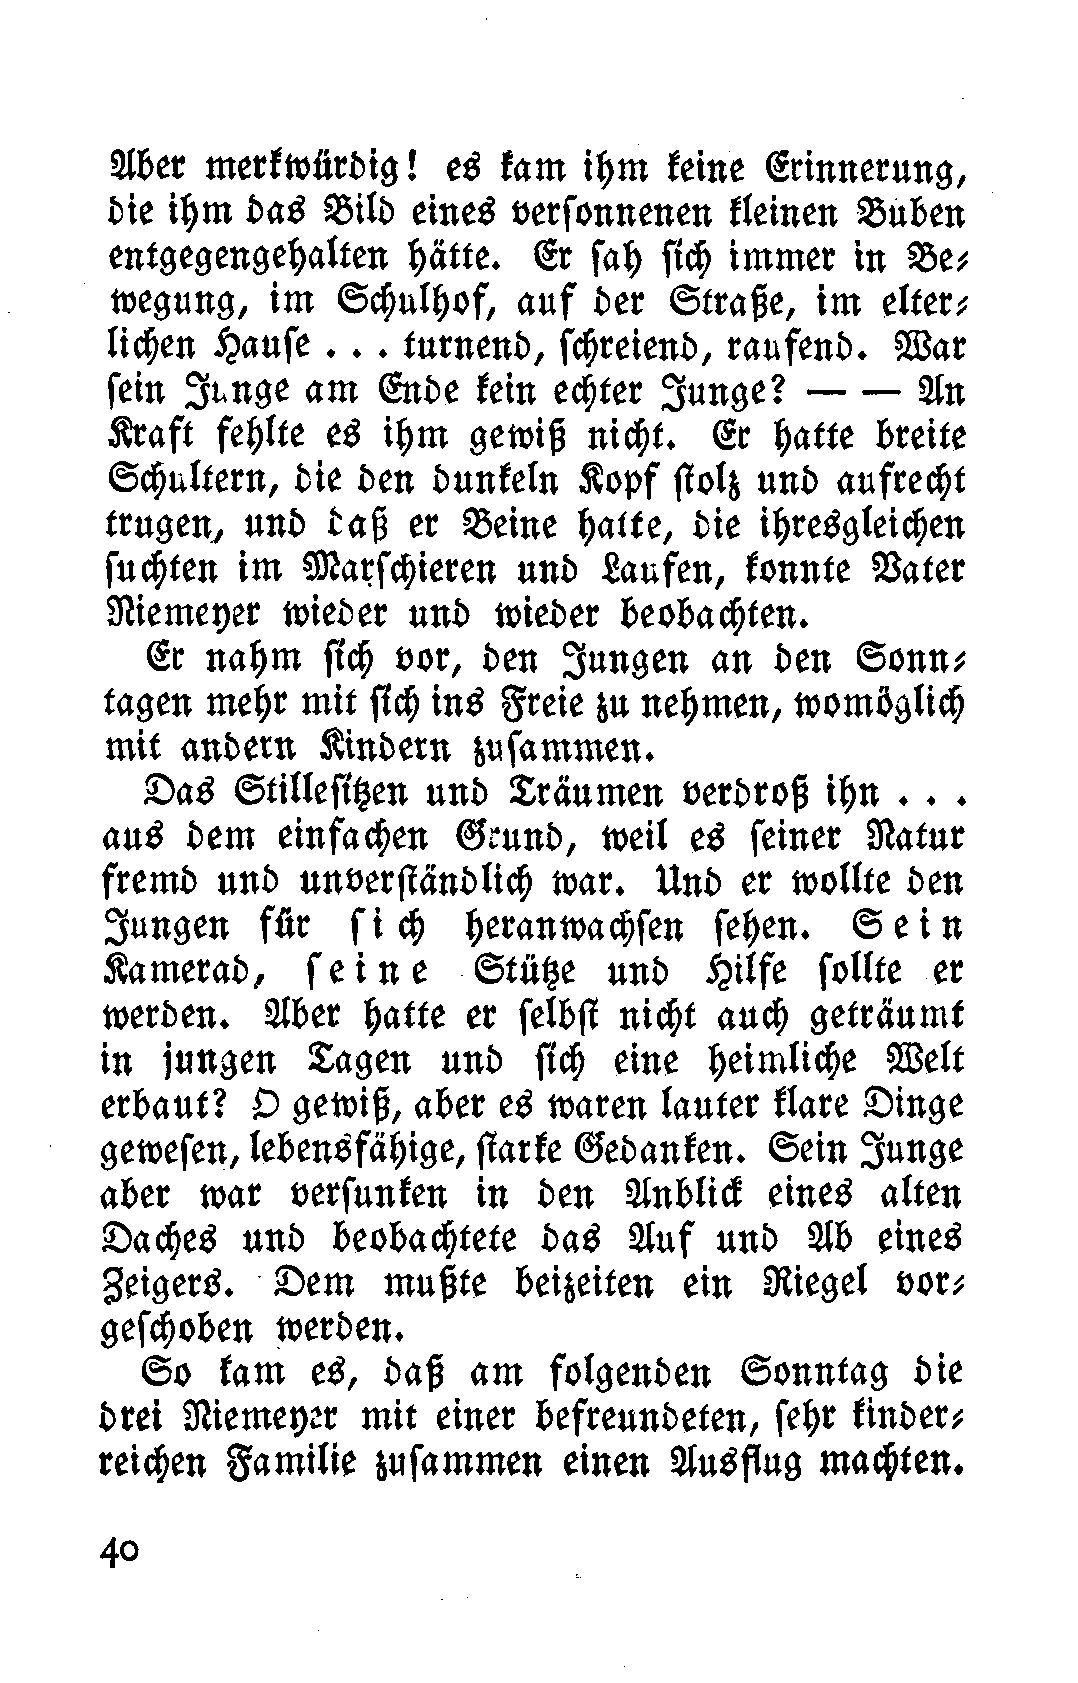 Aber merkwürdig! es kam ihm keine Erinnerung,
die ihm das Bild eines versonnenen kleinen Buben
entgegengehalten hätte. Er sah sich immer in Be-
wegung, im Schulhof, auf der Straße, im elter-
lichen Hause . . . turnend, schreiend, raufend. War
sein Junge am Ende kein echter Junge? — — An
Kraft fehlte es ihm gewiß nicht. Er hatte breite
Schultern, die den dunkeln Kopf stolz und aufrecht
trugen, und daß er Beine hatte, die ihresgleichen
suchten im Marschieren und Laufen, konnte Vater
Niemeyer wieder und wieder beobachten.
Er nahm sich vor, den Jungen an den Sonn-
tagen mehr mit sich ins Freie zu nehmen, womöglich
mit andern Kindern zusammen.
Das Stillesitzen und Träumen verdroß ihn . . .
aus dem einfachen Grund, weil es seiner Natur
fremd und unverständlich war. Und er wollte den
Jungen für sich heranwachsen sehen. Sein
Kamerad, seine Stütze und Hilfe sollte er
werden. Aber hatte er selbst nicht auch geträumt
in jungen Tagen und sich eine heimliche Welt
erbaut? O gewiß, aber es waren lauter klare Dinge
gewesen, lebensfähige, starke Gedanken. Sein Junge
aber war versunken in den Anblick eines alten
Daches und beobachtete das Auf und Ab eines
Zeigers. Dem mußte beizeiten ein Riegel vor-
geschoben werden.
So kam es, daß am folgenden Sonntag die
drei Niemeyer mit einer befreundeten, sehr kinder-
reichen Familie zusammen einen Ausflug machten.
40